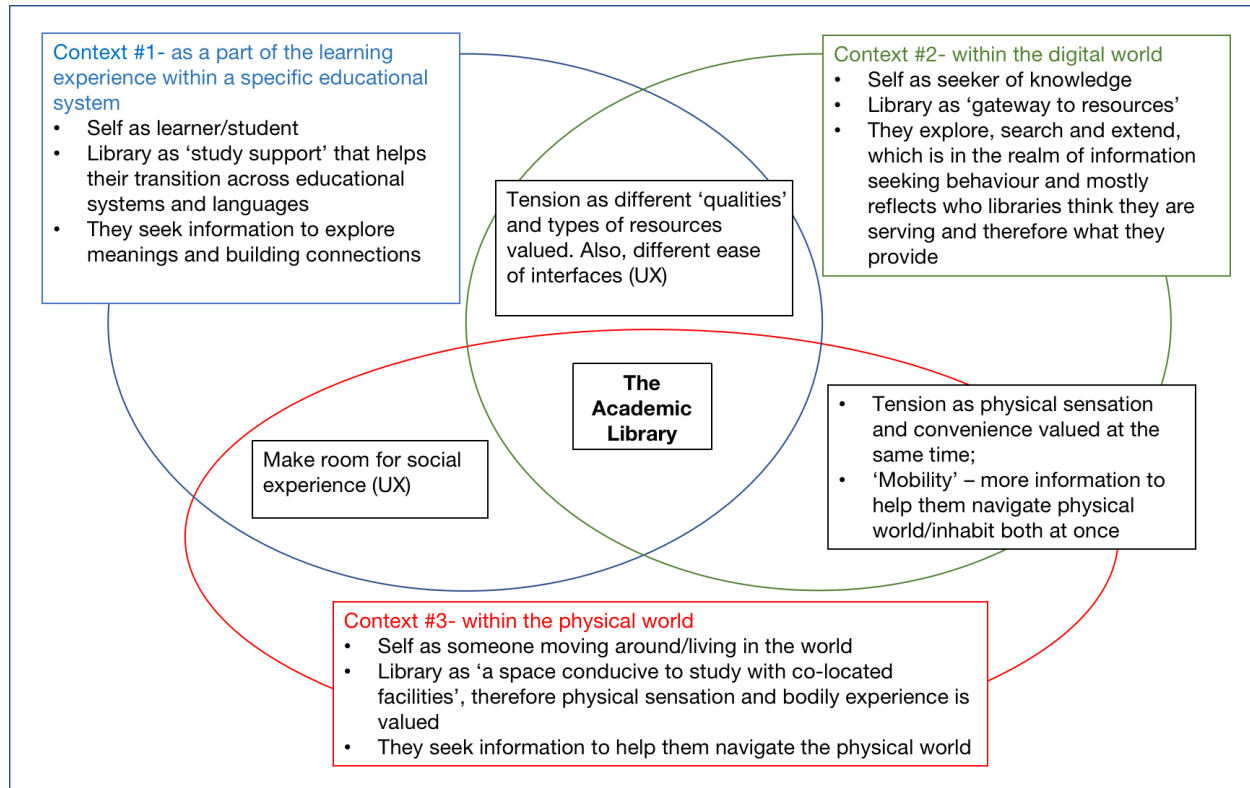 Context #1- as a part of the learning
experience within a specific educational
system
• Self as learner/student
• Library as ‘study support’ that helps
their transition across educational
systems and languages
• They seek information to explore
meanings and building connections
Context #2- within the digital world
• Self as seeker of knowledge
• Library as ‘gateway to resources’
• They explore, search and extend,
which is in the realm of information
seeking behaviour and mostly
reflects who libraries think they are
serving and therefore what they
provide
Tension as different ‘qualities’
and types of resources
valued. Also, different ease
of interfaces (UX)
The
Academic
Library
Make room for social
experience (UX)
• Tension as physical sensation
and convenience valued at the
same time;
• ‘Mobility’ – more information to
help them navigate physical
world/inhabit both at once
Context #3- within the physical world
• Self as someone moving around/living in the world
• Library as ‘a space conducive to study with co-located
facilities’, therefore physical sensation and bodily experience is
valued
• They seek information to help them navigate the physical world